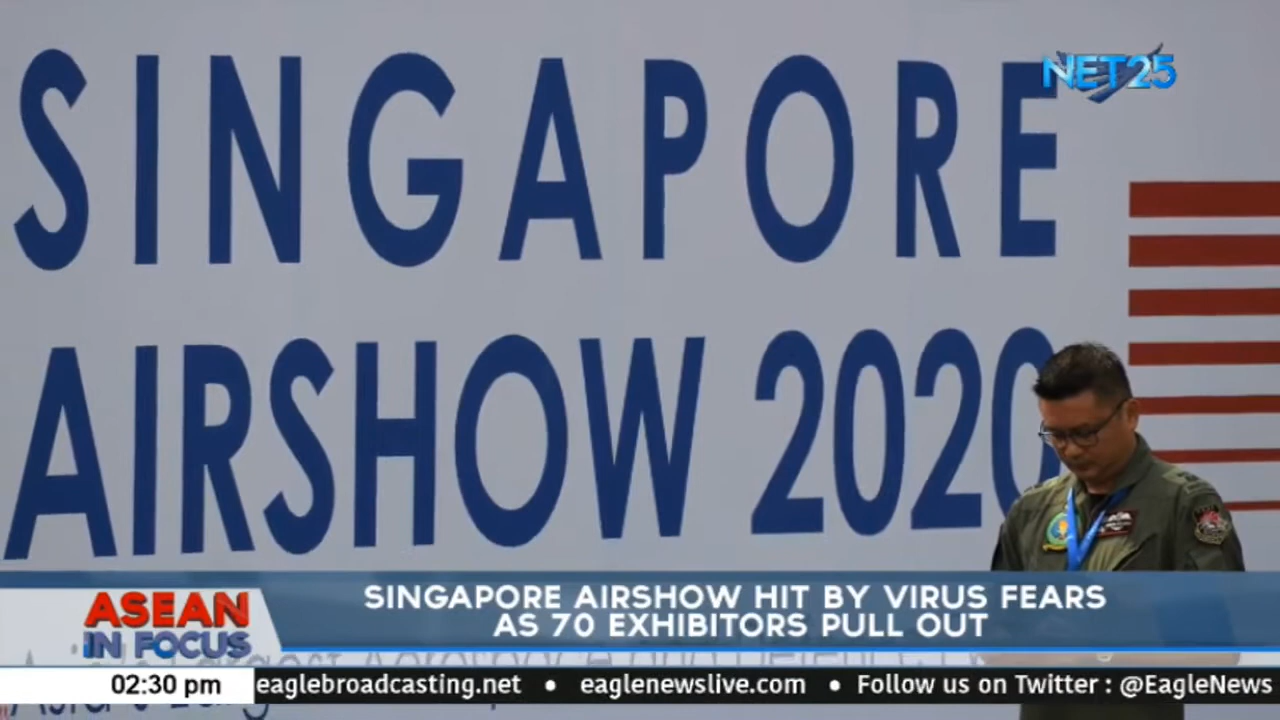 SINGAPORE
AIRSHOW 2020
NET25
SINGAPORE AIRSHOW HIT BY VIRUS FEARS
AS 70 EXHIBITORS PULL OUT
ASEAN
IN FOCUS
02:30 pm
eaglebroadcasting.net • eaglenewslive.com • Follow us on Twitter : @EagleNews